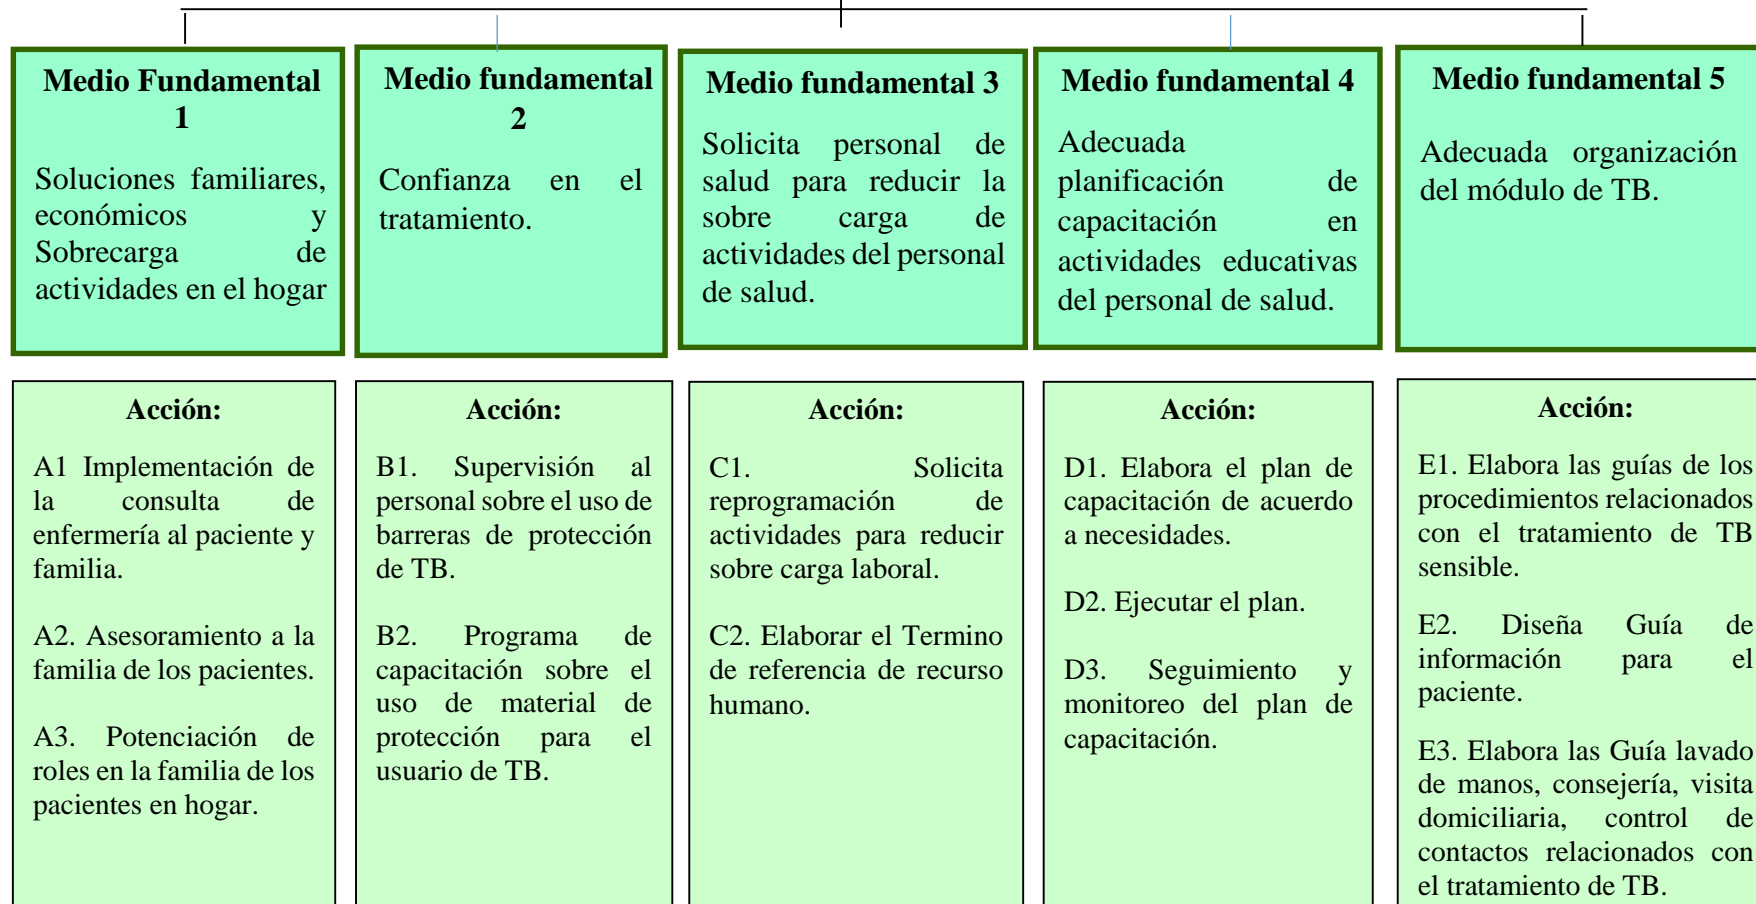 Medio Fundamental
1
Soluciones familiares,
económicos y
Sobrecarga de
actividades en el hogar
Medio fundamental
2
Confianza en el
tratamiento.
Medio fundamental 3
Solicita personal de
salud para reducir la
sobre carga de
actividades del personal
de salud.
Medio fundamental 4
Adecuada
planificación de
capacitación en
actividades educativas
del personal de salud.
Medio fundamental 5
Adecuada organización
del módulo de TB.
Acción:
A1 Implementación de
la consulta de
enfermería al paciente y
familia.
A2. Asesoramiento a la
familia de los pacientes.
A3. Potenciación de
roles en la familia de los
pacientes en hogar.
Acción:
B1. Supervisión al
personal sobre el uso de
barreras de protección
de TB.
B2. Programa de
capacitación sobre el
uso de material de
protección para el
usuario de TB.
Acción:
C1. Solicita
reprogramación de
actividades para reducir
sobre carga laboral.
C2. Elaborar el Termino
de referencia de recurso
humano.
Acción:
D1. Elabora el plan de
capacitación de acuerdo
a necesidades.
D2. Ejecutar el plan.
D3. Seguimiento y
monitoreo del plan de
capacitación.
Acción:
E1. Elabora las guías de los
procedimientos relacionados
con el tratamiento de TB
sensible.
E2. Diseña Guía de
información para el
paciente.
E3. Elabora las Guía lavado
de manos, consejería, visita
domiciliaria, control de
contactos relacionados con
el tratamiento de TB.